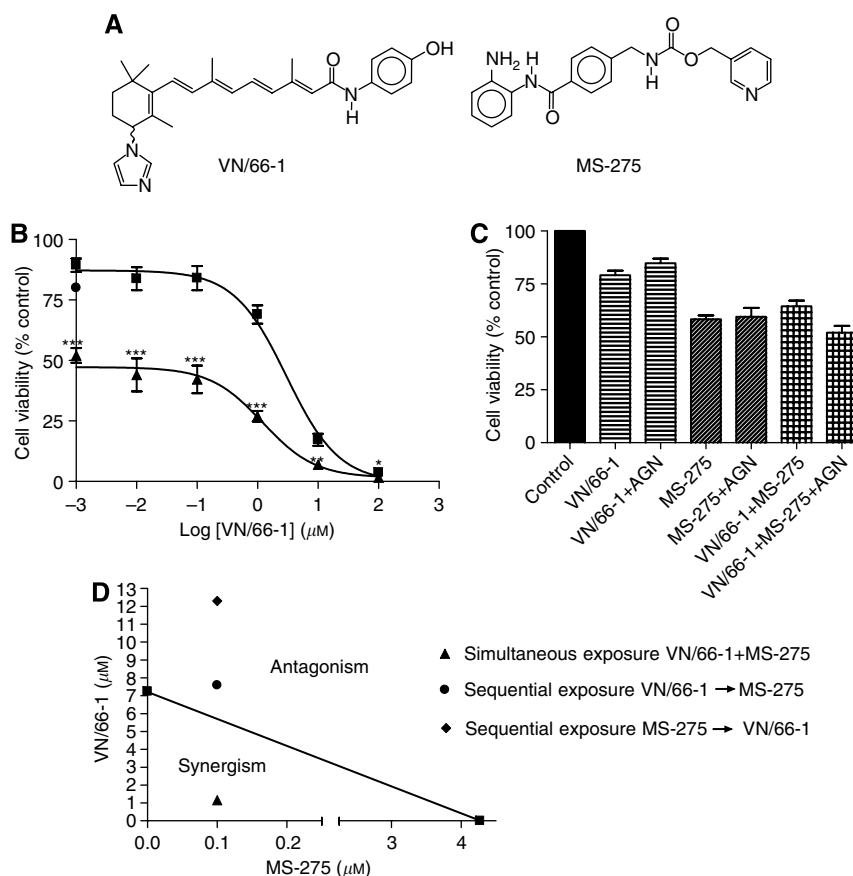 A
OH
O
N
H
N
N
VN/66-1
NH₂
H
N
O
N
H
O
O
N
MS-275
B
Cell viability (% control)
100
75
50
25
0
***
***
***
***
**
*
–3
–2
–1
0
1
2
3
Log [VN/66-1] (μM)
C
Cell viability (% control)
100
75
50
25
0
Control
VN/66-1
VN/66-1+AGN
MS-275
MS-275+AGN
VN/66-1+MS-275
VN/66-1+MS-275+AGN
D
VN/66-1 (μM)
13
12
11
10
9
8
7
6
5
4
3
2
1
0
Antagonism
Synergism
0.0
0.1
0.2
3
4
MS-275 (μM)
▲ Simultaneous exposure VN/66-1+MS-275
● Sequential exposure VN/66-1 → MS-275
◆ Sequential exposure MS-275 → VN/66-1